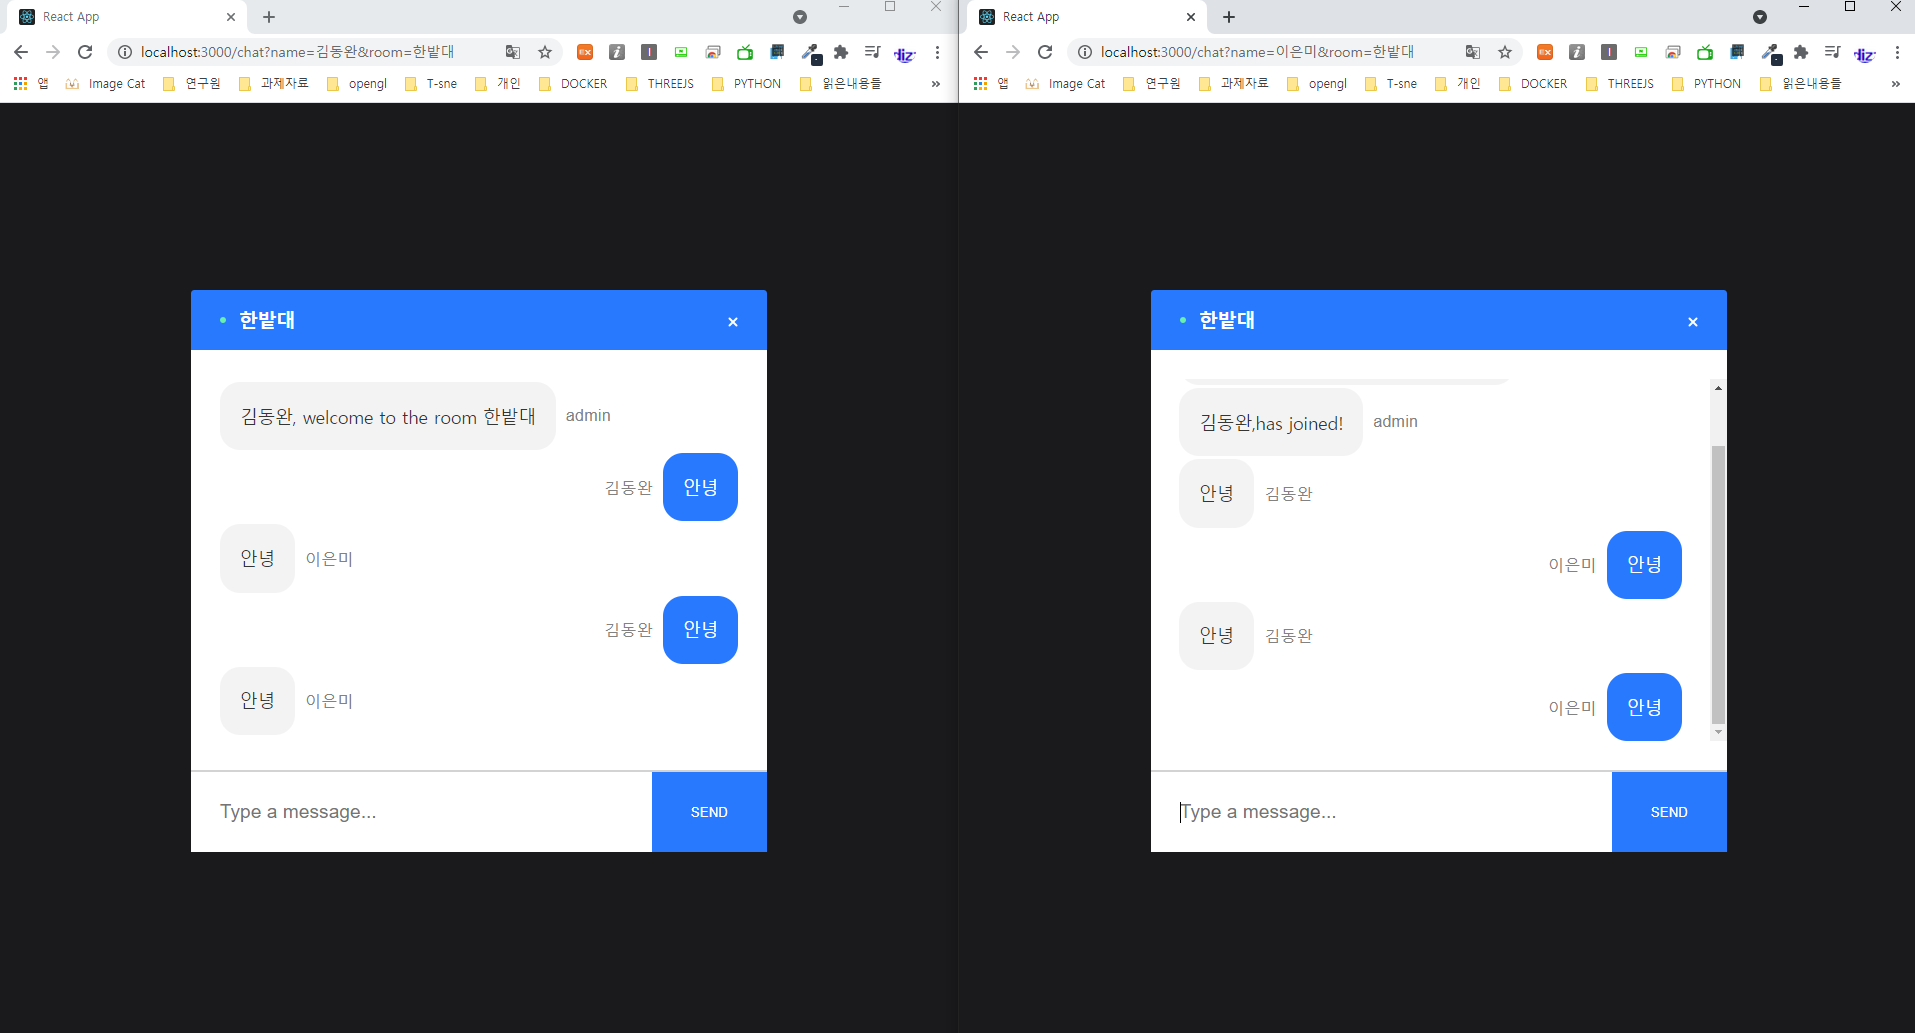 React App
localhost:3000/chat?name=김동완&room=한밭대
앱 Image Cat 연구원 과제자료 opengl T-sne 개인 DOCKER THREEJS PYTHON 읽은내용들 »
한밭대
김동완, welcome to the room 한밭대 admin
김동완 안녕
안녕 이은미
김동완 안녕
안녕 이은미
Type a message...
SEND
React App
localhost:3000/chat?name=이은미&room=한밭대
앱 Image Cat 연구원 과제자료 opengl T-sne 개인 DOCKER THREEJS PYTHON 읽은내용들 »
한밭대
김동완,has joined! admin
안녕 김동완
이은미 안녕
안녕 김동완
이은미 안녕
Type a message...
SEND